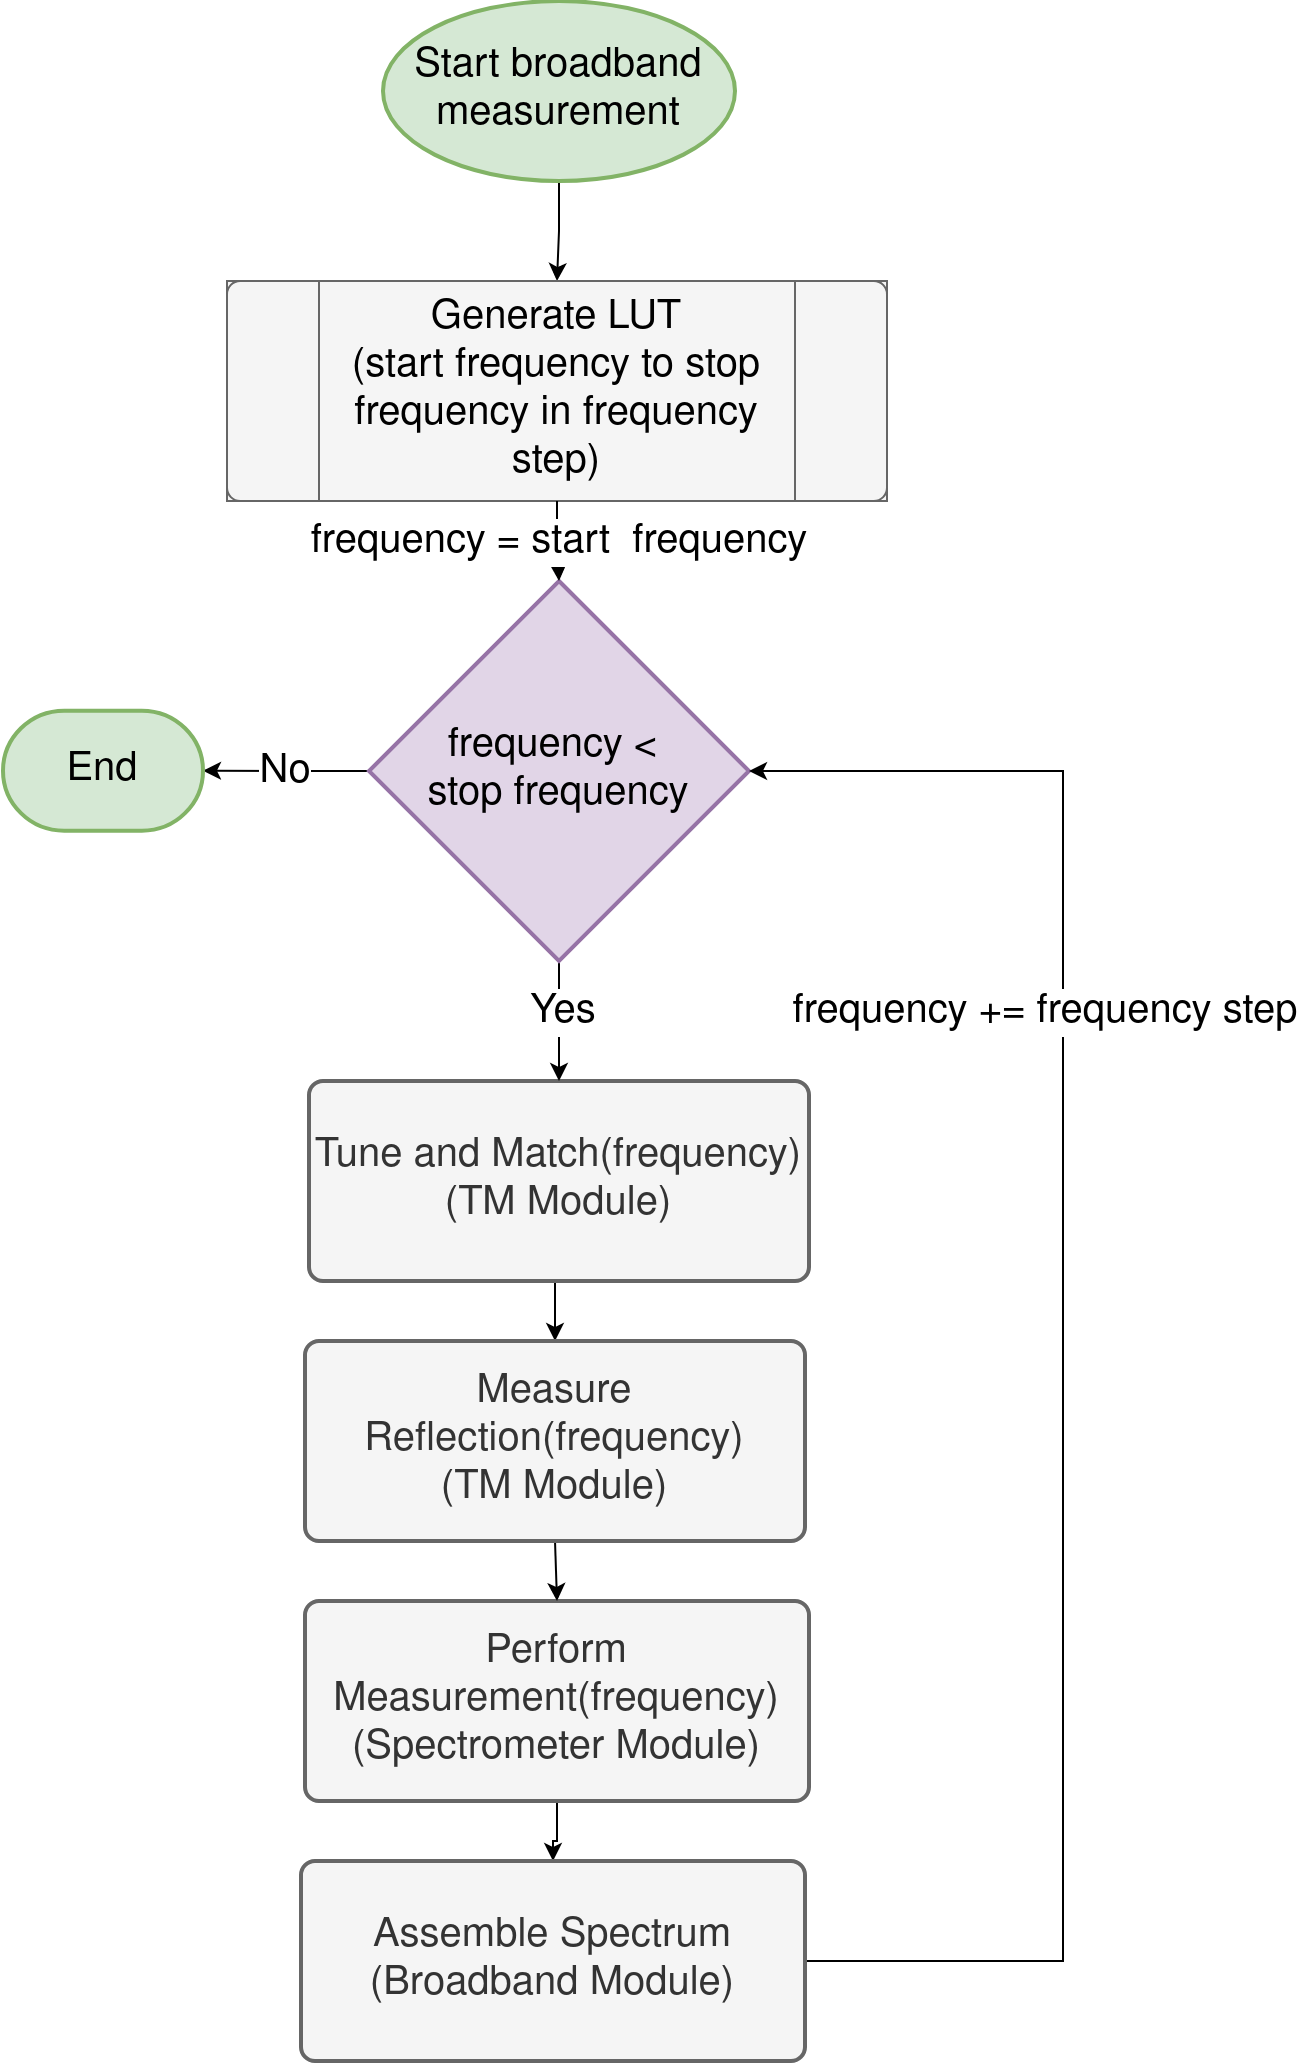 Start broadband
measurement
Generate LUT
(start frequency to stop
frequency in frequency
step)
frequency = start  frequency
frequency <
stop frequency
No
End
Yes
frequency += frequency step
Tune and Match(frequency)
(TM Module)
Measure
Reflection(frequency)
(TM Module)
Perform
Measurement(frequency)
(Spectrometer Module)
Assemble Spectrum
(Broadband Module)